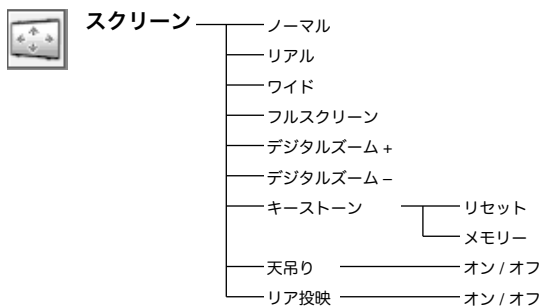 スクリーン
ノーマル
リアル
ワイド
フルスクリーン
デジタルズーム +
デジタルズーム –
キーストーン リセット
メモリー
天吊り オン / オフ
リア投映 オン / オフ